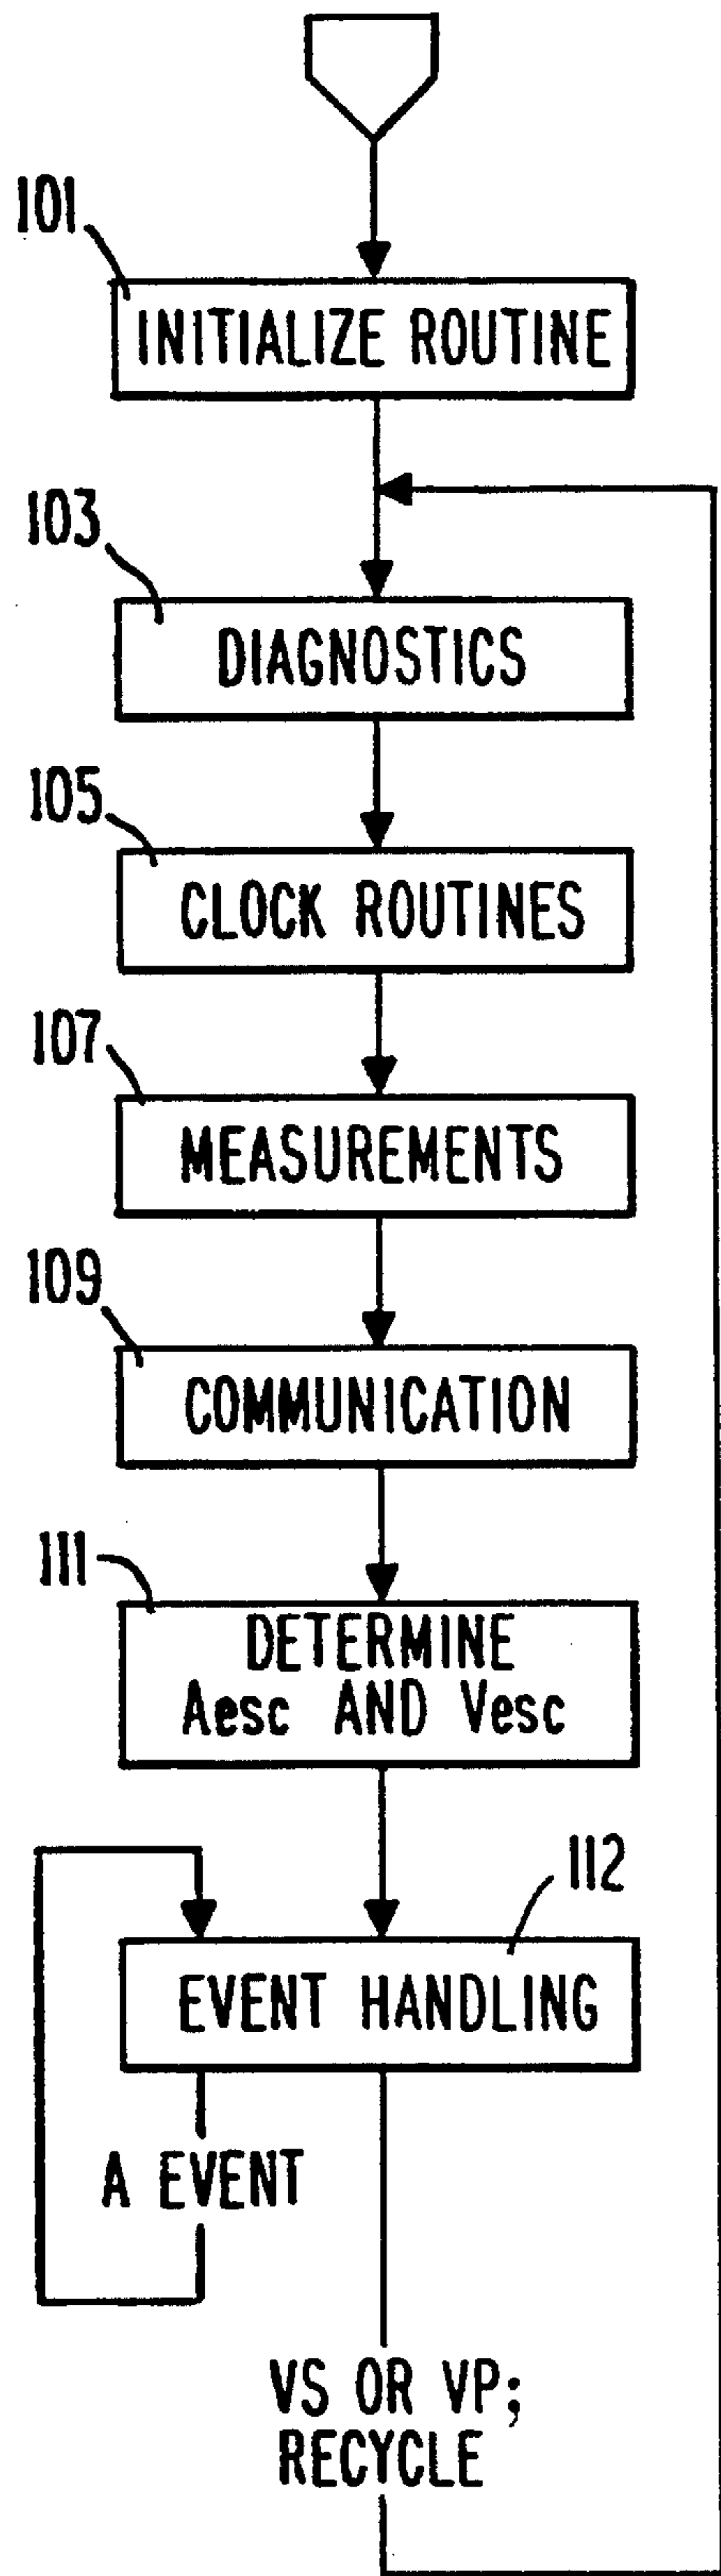 101
INITIALIZE ROUTINE
103
DIAGNOSTICS
105
CLOCK ROUTINES
107
MEASUREMENTS
109
COMMUNICATION
111
DETERMINE
Aesc AND Vesc
112
EVENT HANDLING
A EVENT
VS OR VP;
RECYCLE